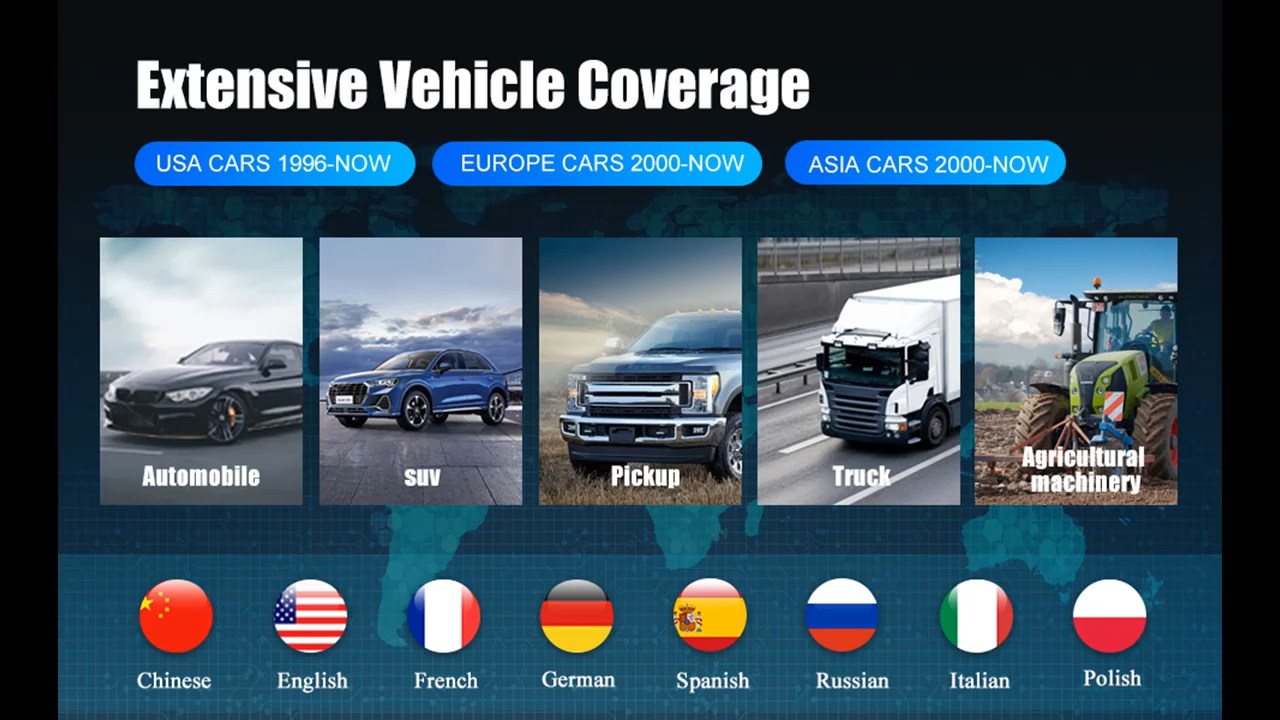 Extensive Vehicle Coverage
USA CARS 1996-NOW
EUROPE CARS 2000-NOW
ASIA CARS 2000-NOW
Automobile
suv
Pickup
Truck
Agricultural
machinery
Chinese
English
French
German
Spanish
Russian
Italian
Polish